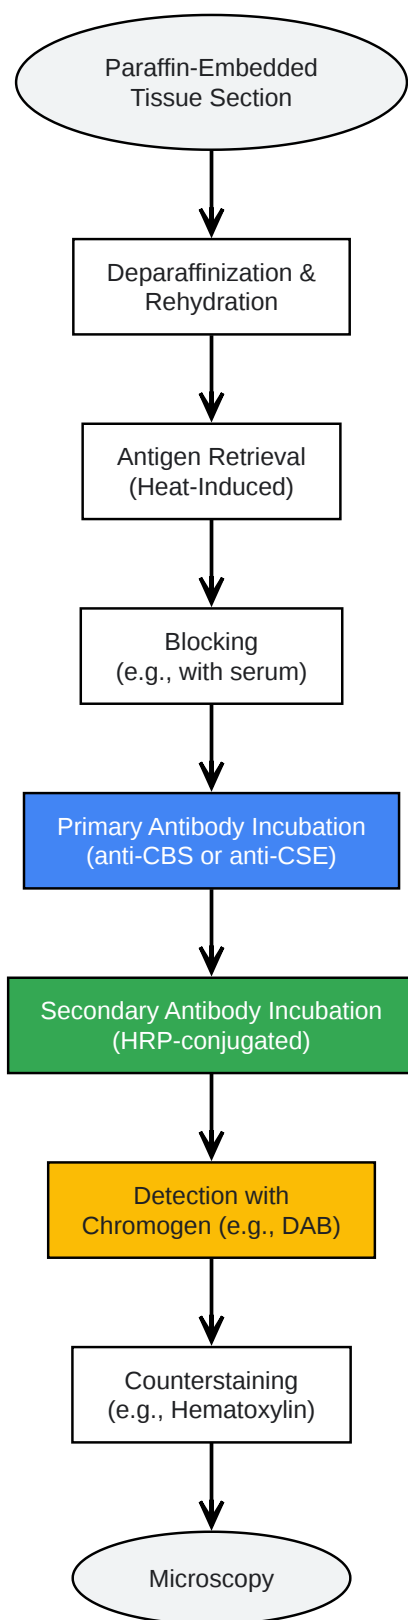 Paraffin-Embedded
Tissue Section
Deparaffinization &
Rehydration
Antigen Retrieval
(Heat-Induced)
Blocking
(e.g., with serum)
Primary Antibody Incubation
(anti-CBS or anti-CSE)
Secondary Antibody Incubation
(HRP-conjugated)
Detection with
Chromogen (e.g., DAB)
Counterstaining
(e.g., Hematoxylin)
Microscopy